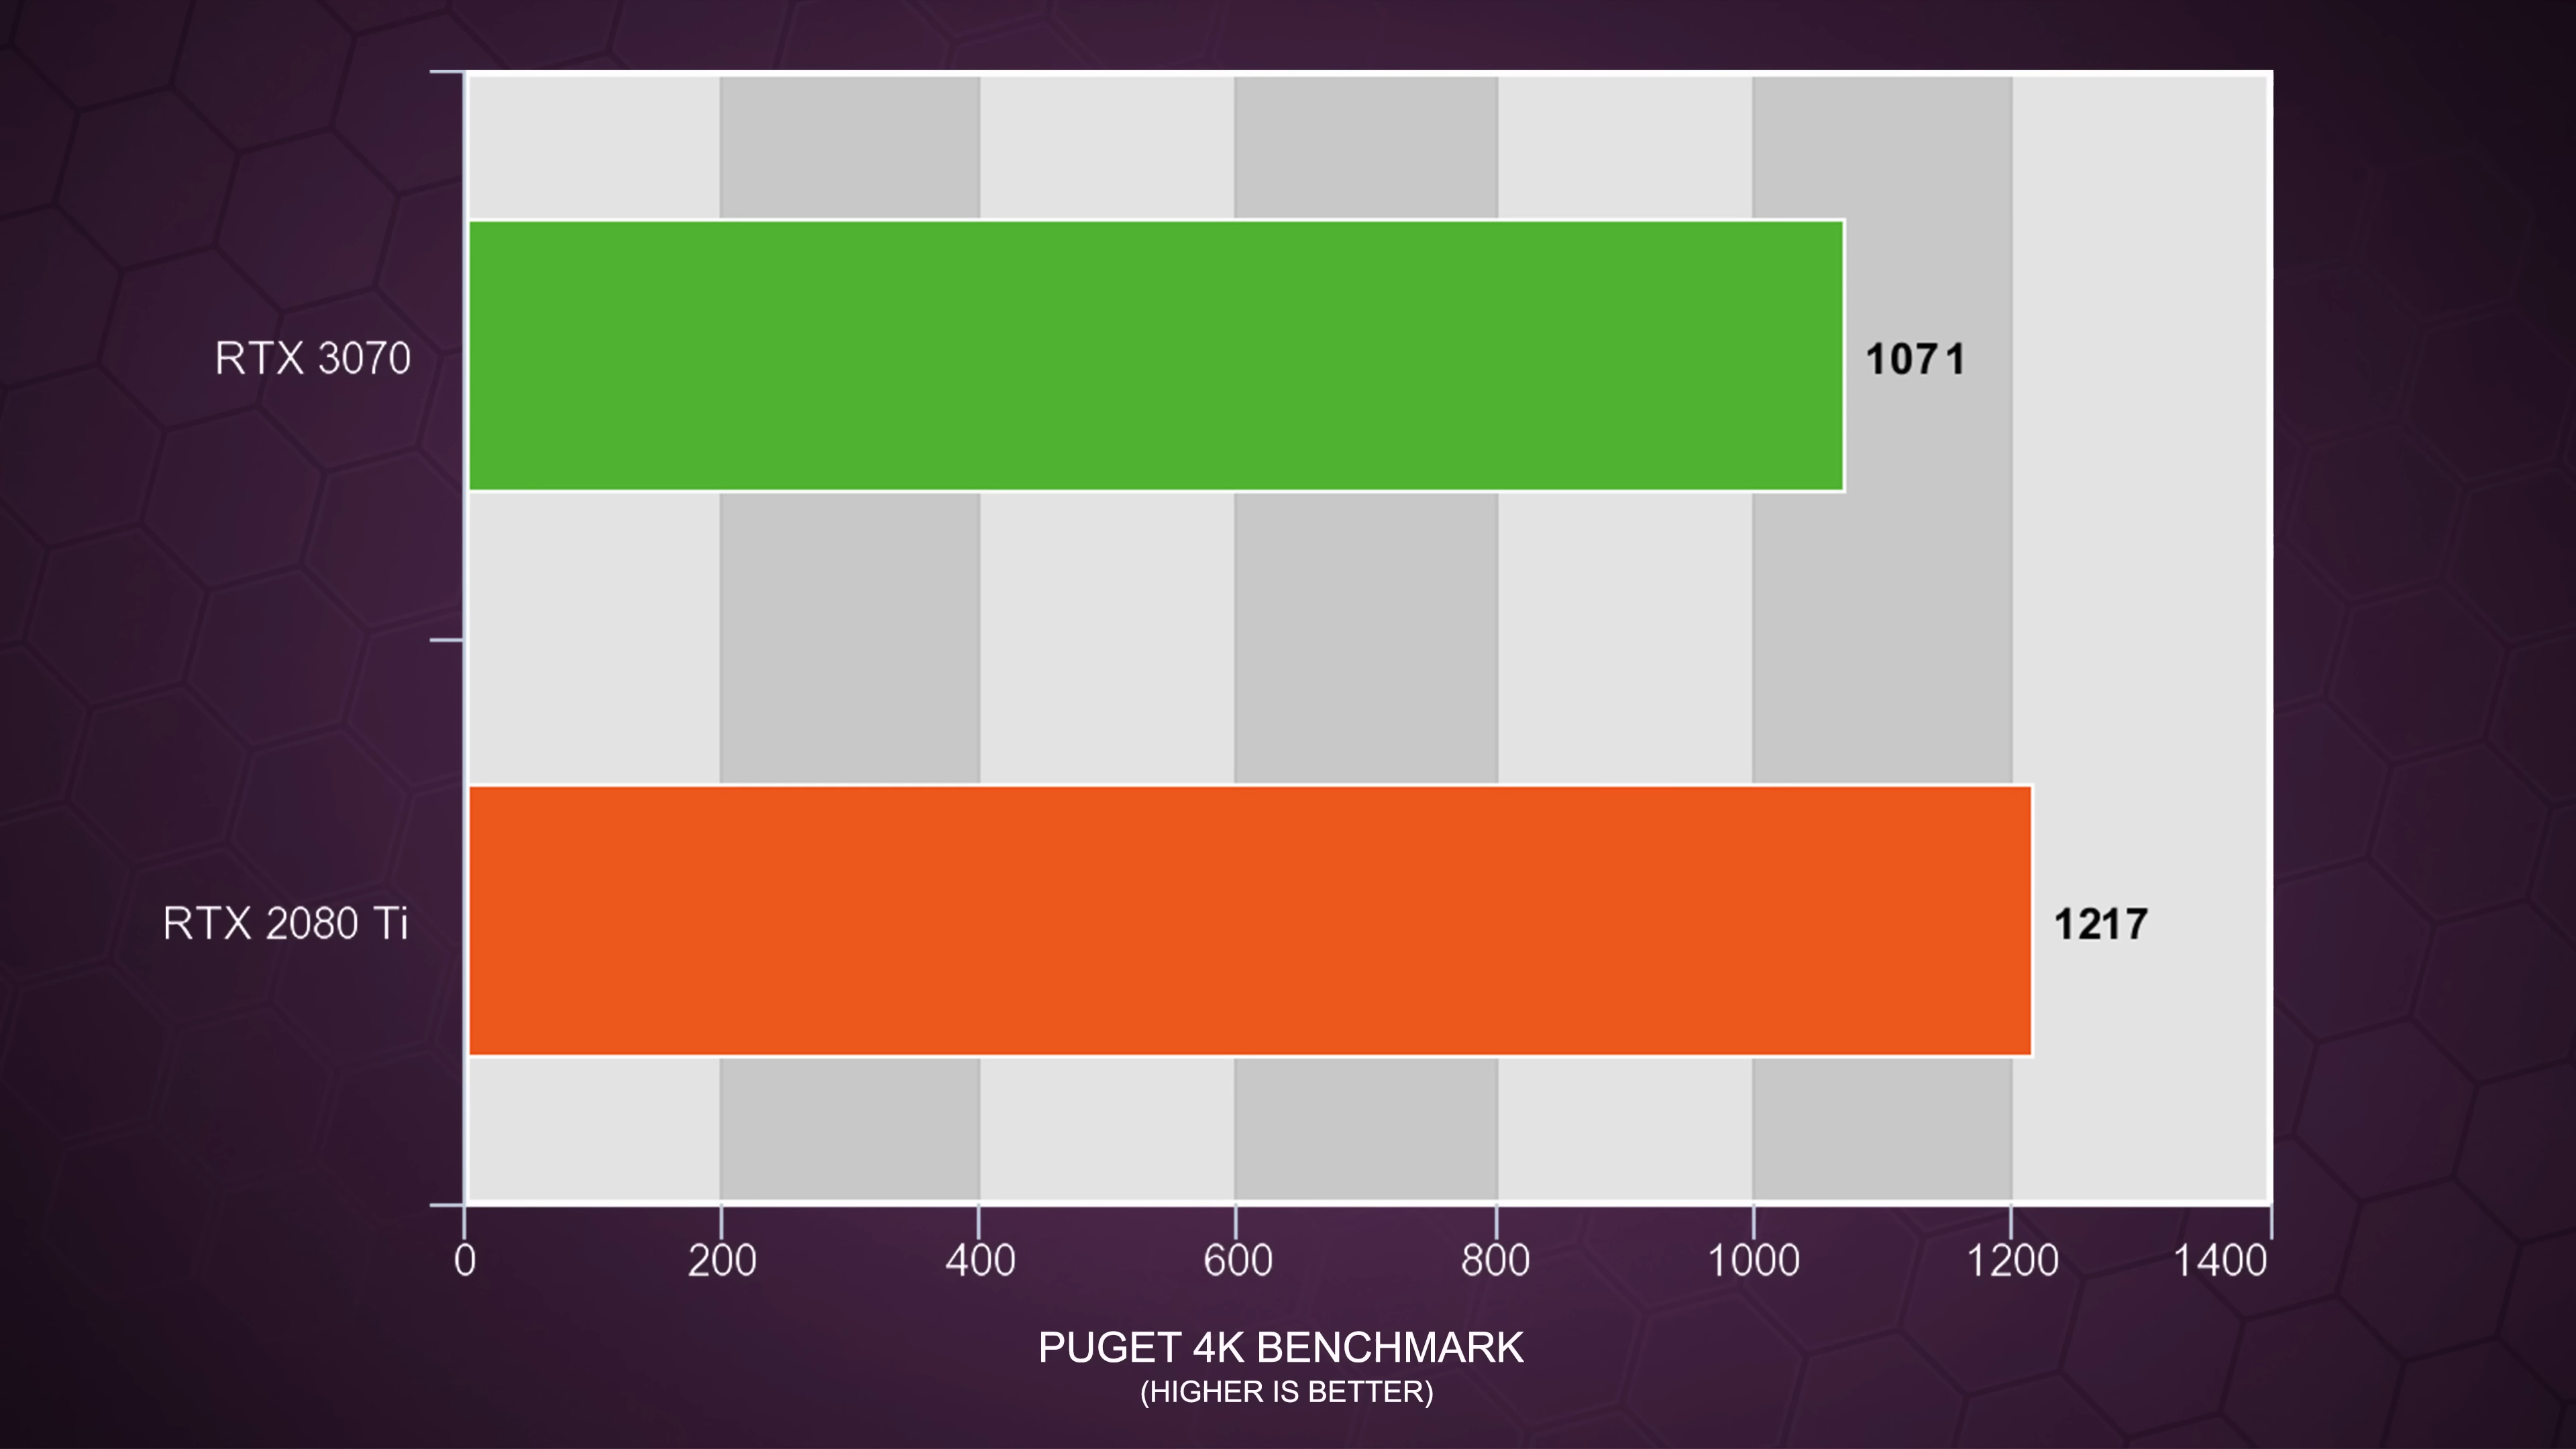 RTX 3070
1071
RTX 2080 Ti
1217
0 200 400 600 800 1000 1200 1400
PUGET 4K BENCHMARK
(HIGHER IS BETTER)